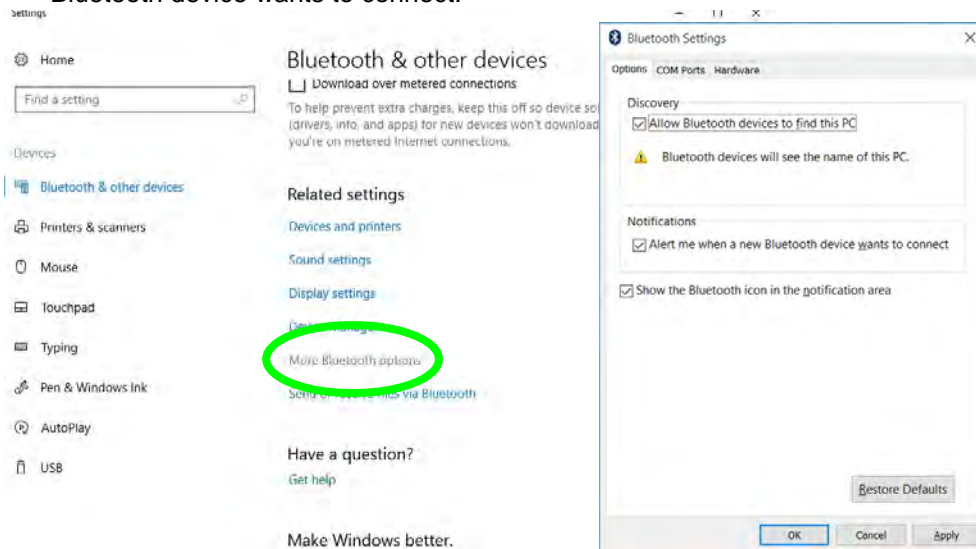 Bluetooth device wants to connect.
Settings
Home
Find a setting
Devices
Bluetooth & other devices
Printers & scanners
Mouse
Touchpad
Typing
Pen & Windows Ink
AutoPlay
USB
Bluetooth & other devices
Download over metered connections
To help prevent extra charges, keep this off so device so
(drivers, info, and apps) for new devices won't download
you're on metered Internet connections.
Related settings
Devices and printers
Sound settings
Display settings
More Bluetooth options
files via Bluetooth
Have a question?
Get help
Make Windows better.
Bluetooth Settings
Options COM Ports Hardware
Discovery
Allow Bluetooth devices to find this PC
Bluetooth devices will see the name of this PC.
Notifications
Alert me when a new Bluetooth device wants to connect
Show the Bluetooth icon in the notification area
Restore Defaults
OK Cancel Apply